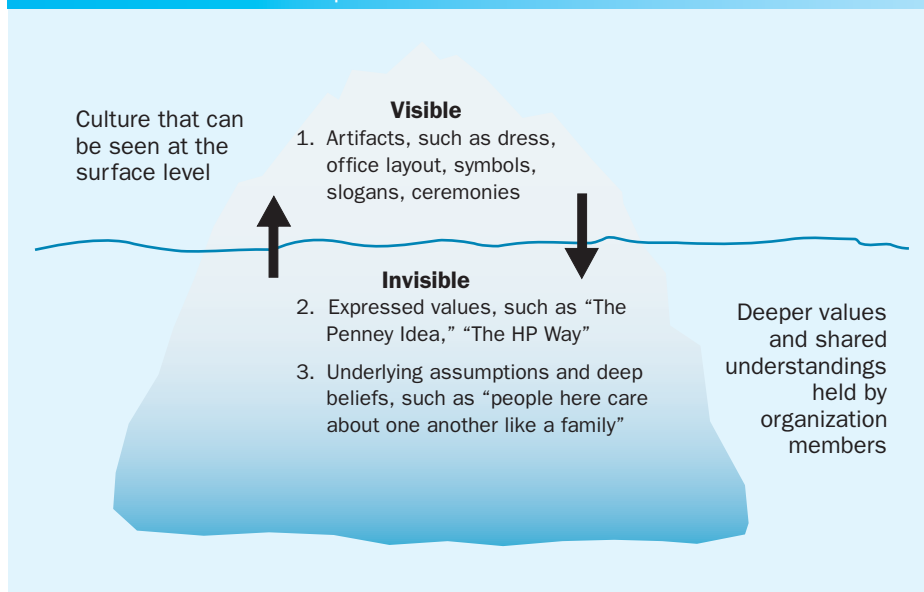 Culture that can
be seen at the
surface level
Visible
1. Artifacts, such as dress,
office layout, symbols,
slogans, ceremonies
Invisible
2. Expressed values, such as “The
Penney Idea,” “The HP Way”
3. Underlying assumptions and deep
beliefs, such as “people here care
about one another like a family”
Deeper values
and shared
understandings
held by
organization
members